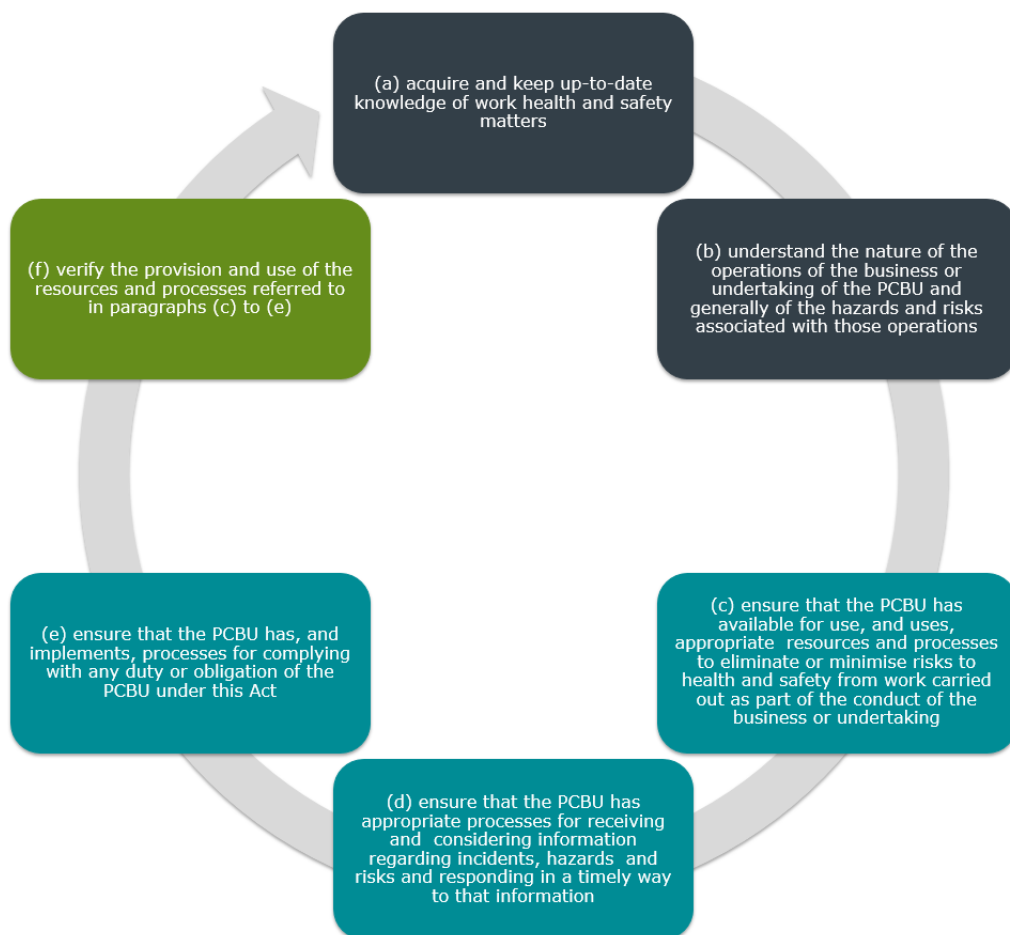 (a) acquire and keep up-to-date
knowledge of work health and safety
matters
(b) understand the nature of the
operations of the business or
undertaking of the PCBU and
generally of the hazards and risks
associated with those operations
(c) ensure that the PCBU has
available for use, and uses,
appropriate resources and processes
to eliminate or minimise risks to
health and safety from work carried
out as part of the conduct of the
business or undertaking
(d) ensure that the PCBU has
appropriate processes for receiving
and considering information
regarding incidents, hazards and
risks and responding in a timely way
to that information
(e) ensure that the PCBU has, and
implements, processes for complying
with any duty or obligation of the
PCBU under this Act
(f) verify the provision and use of the
resources and processes referred to
in paragraphs (c) to (e)